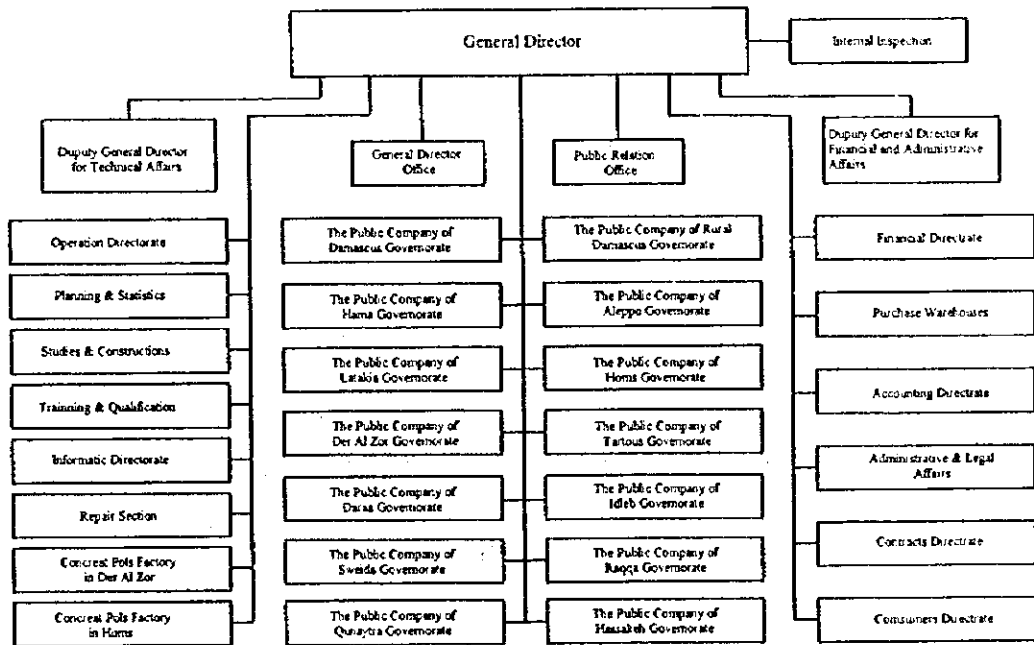 General Director
Internal Inspection
Duputy General Director
for Technical Affairs
General Director
Office
Public Relation
Office
Deputy General Director for
Financial and Administrative
Affairs
Operation Directorate
Planning & Statistics
Studies & Constructions
Trainning & Qualification
Informatic Directorate
Repair Section
Concreat Pols Factory
in Der Al Zor
Concreat Pols Factory
in Homs
The Public Company of
Damascus Governorate
The Public Company of
Hama Governorate
The Public Company of
Latakia Governorate
The Public Company of
Der Al Zor Governorate
The Public Company of
Daraa Governorate
The Public Company of
Sweida Governorate
The Public Company of
Qunaytra Governorate
The Public Company of Rural
Damascus Governorate
The Public Company of
Aleppo Governorate
The Public Company of
Homs Governorate
The Public Company of
Tartous Governorate
The Public Company of
Idleb Governorate
The Public Company of
Raqqa Governorate
The Public Company of
Hassakeh Governorate
Financial Directrate
Purchase Warehouses
Accounting Directrate
Administrative & Legal
Affairs
Contracts Directrate
Comsumers Directrate